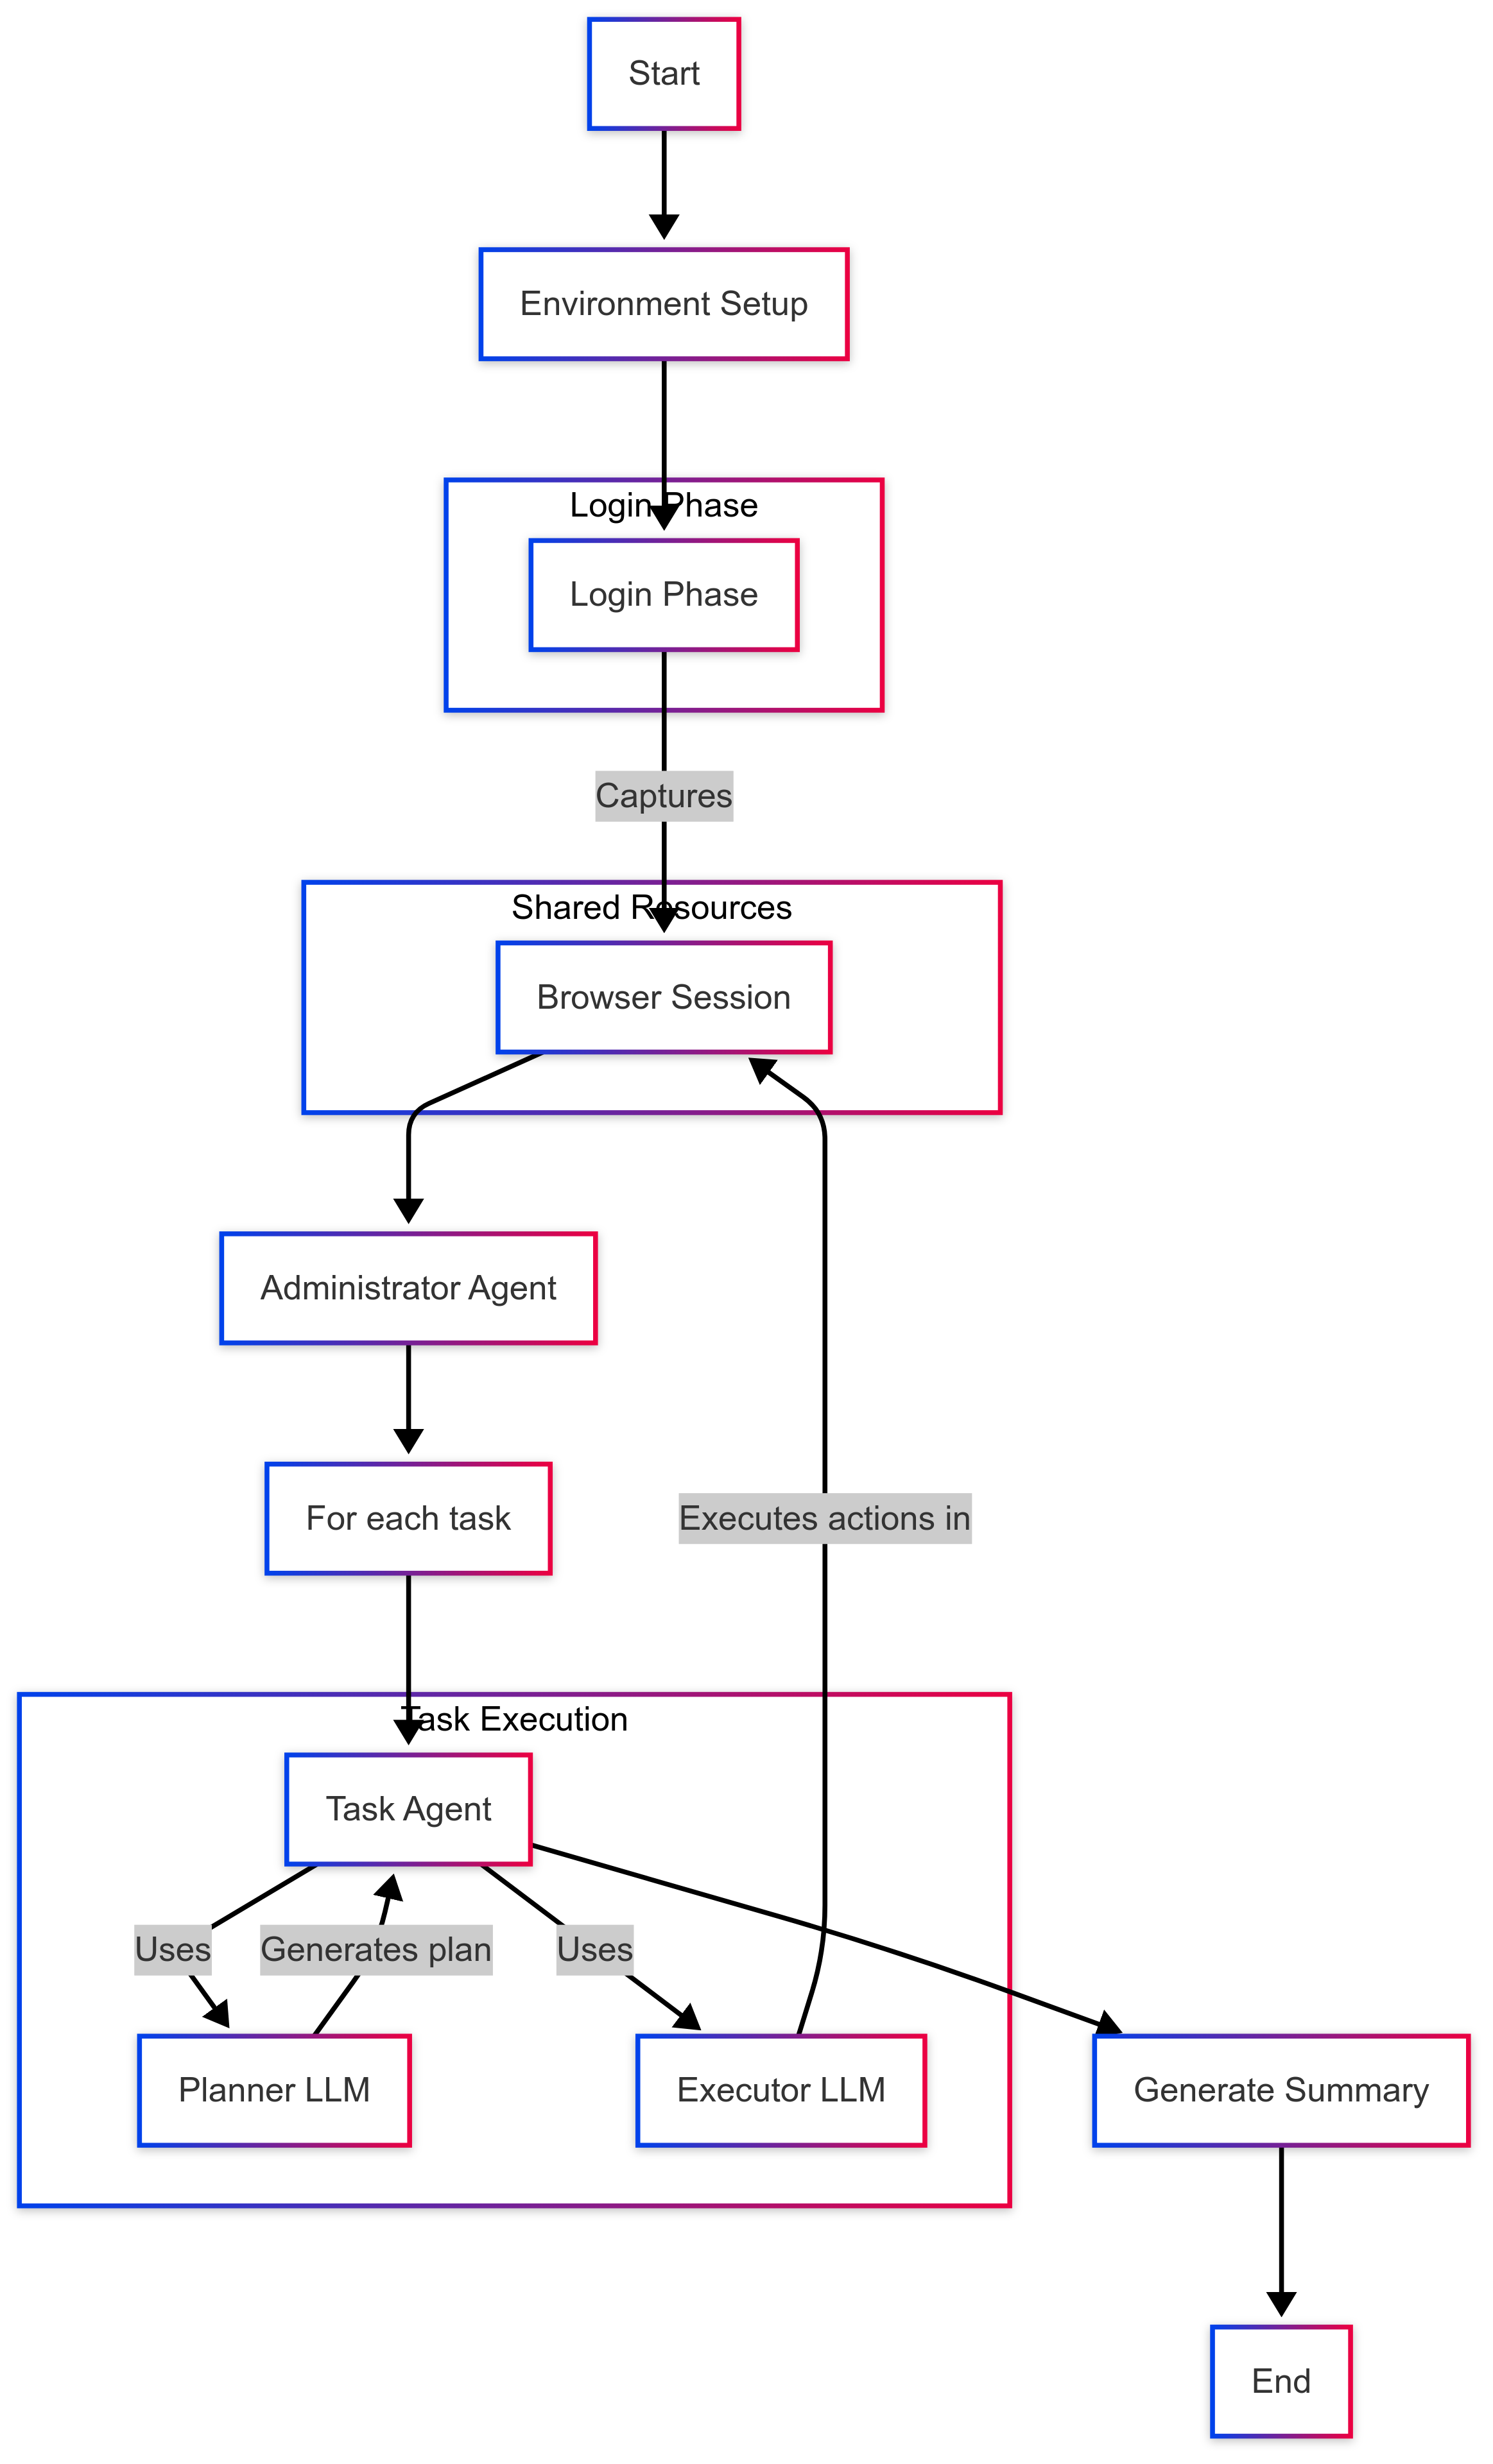 Start
Environment Setup
Login Phase
Login Phase
Captures
Shared Resources
Browser Session
Administrator Agent
For each task
Executes actions in
Task Execution
Task Agent
Uses
Generates plan
Uses
Planner LLM
Executor LLM
Generate Summary
End